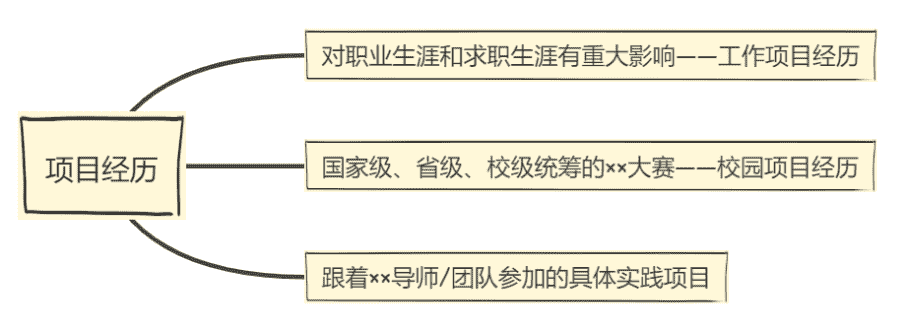 对职业生涯和求职生涯有重大影响——工作项目经历
项目经历
国家级、省级、校级统筹的××大赛——校园项目经历
跟着××导师/团队参加的具体实践项目